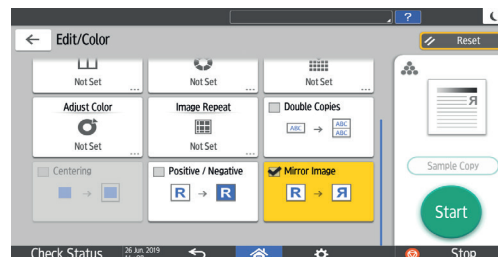 ?
← Edit/Color
Reset
Not Set ...
Not Set ...
Not Set ...
Adjust Color
Image Repeat
Double Copies
ABC → ABC ABC
Not Set ...
Not Set ...
Centering
Positive / Negative
Mirror Image
→
R → R
R → Я
Я
Sample Copy
Start
Check Status
26 Jun. 2019
Stop